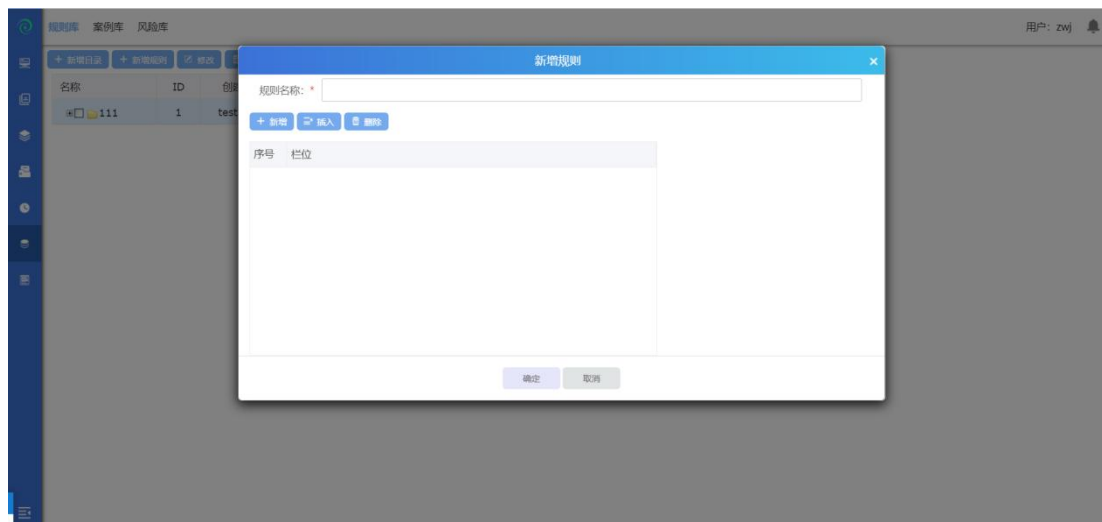 规则库 案例库 风险库 用户: zwj
+ 新增目录 + 新增规则 修改
新增规则 ×
名称 ID 创建
规则名称: *
111 1 test
+ 新增 插入 删除
序号 栏位
确定 取消